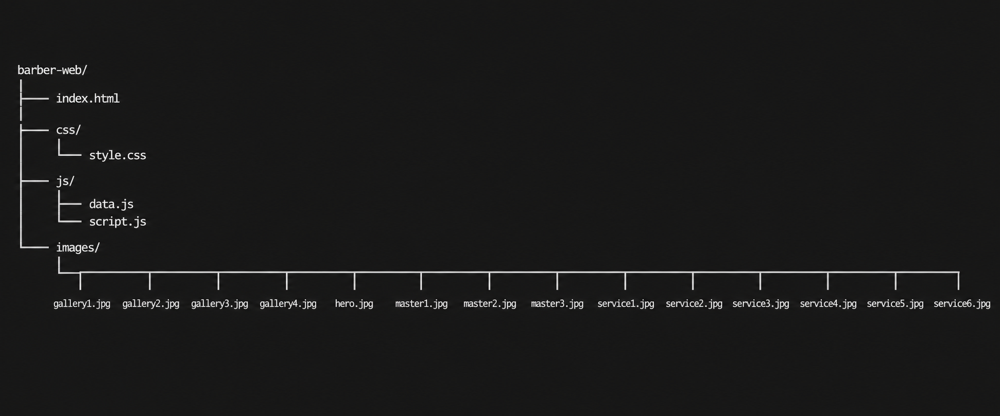 barber-web/
index.html
css/
style.css
js/
data.js
script.js
images/
gallery1.jpg gallery2.jpg gallery3.jpg gallery4.jpg hero.jpg master1.jpg master2.jpg master3.jpg service1.jpg service2.jpg service3.jpg service4.jpg service5.jpg service6.jpg